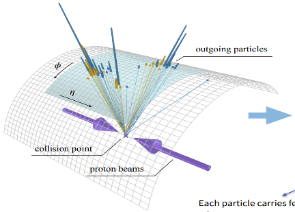 outgoing particles
ϕ
η
collision point
proton beams
Each particle carries